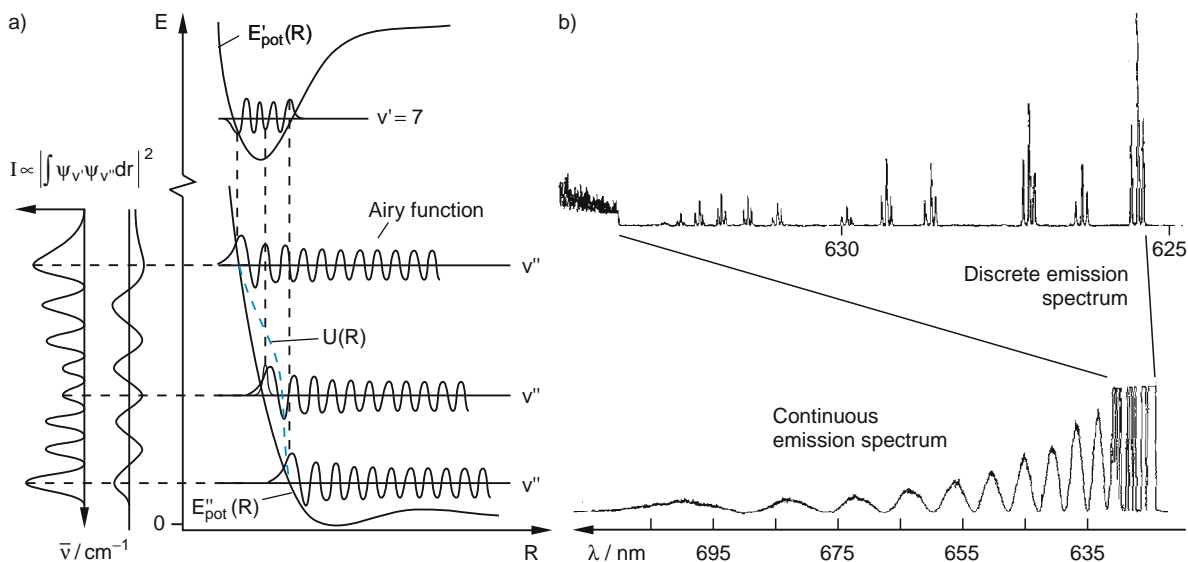 a)
E
E'pot(R)
v' = 7
I ∝ |∫ ψv' ψv'' dr|²
Airy function
v''
U(R)
v''
v''
E''pot(R)
0
R
ν̅ / cm⁻¹
b)
630
625
Discrete emission
spectrum
Continuous
emission spectrum
λ / nm
695
675
655
635